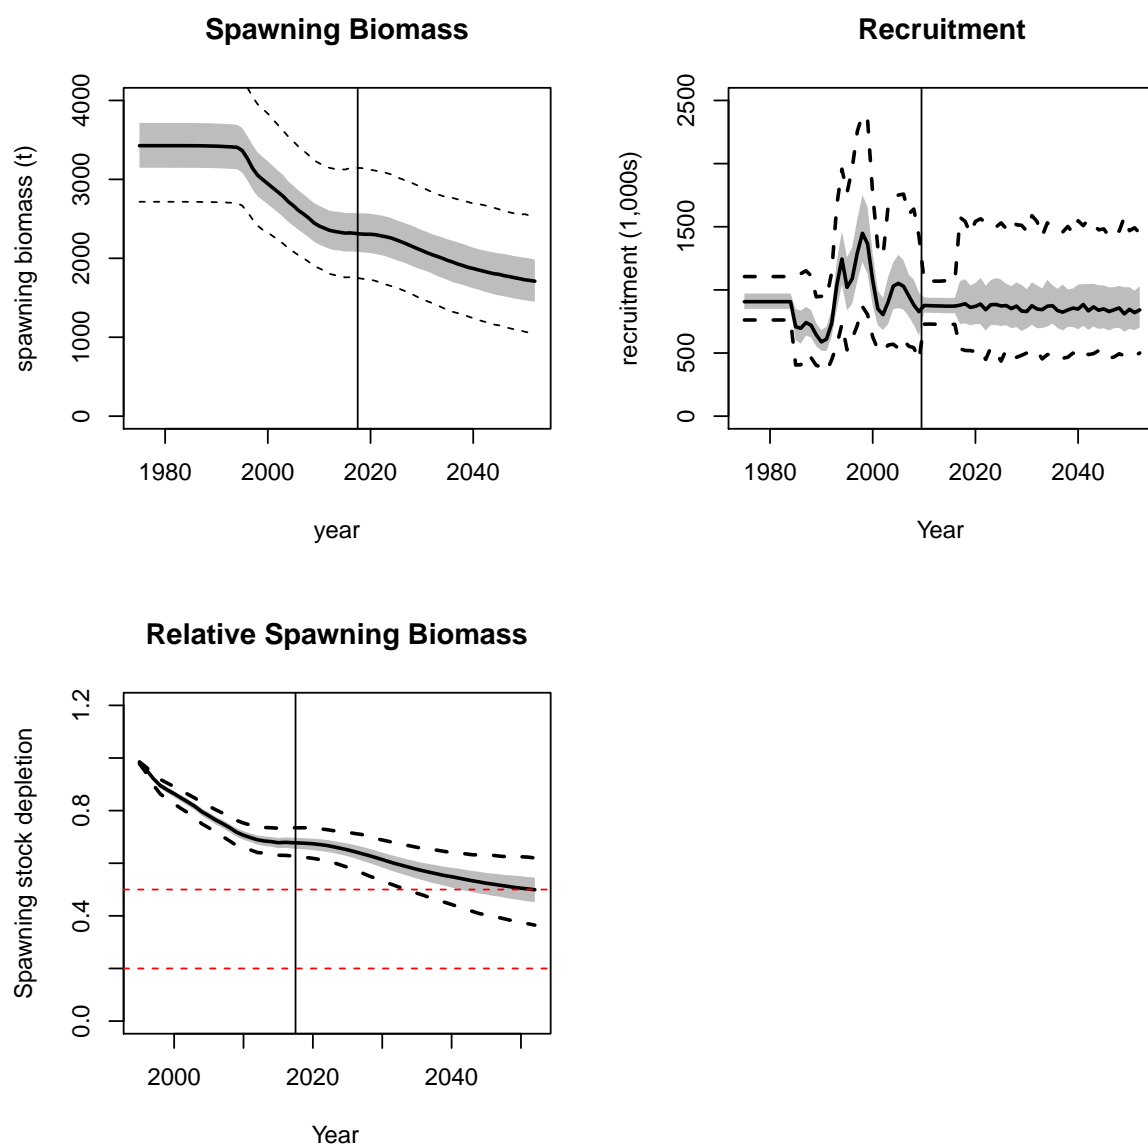 Spawning Biomass
spawning biomass (t)
4000
3000
2000
1000
0
1980 2000 2020 2040
year
Recruitment
recruitment (1,000s)
2500
1500
500
0
1980 2000 2020 2040
Year
Relative Spawning Biomass
Spawning stock depletion
1.2
0.8
0.4
0.0
2000 2020 2040
Year